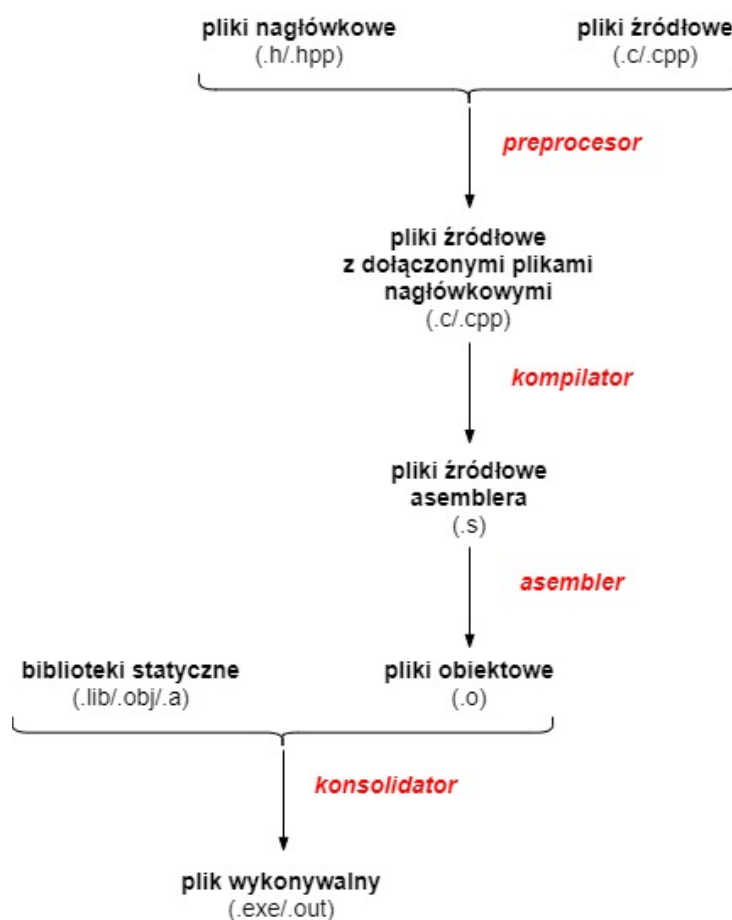 pliki nagłówkowe
(.h/.hpp)
pliki źródłowe
(.c/.cpp)
preprocesor
pliki źródłowe
z dołączonymi plikami
nagłówkowymi
(.c/.cpp)
kompilator
pliki źródłowe
asemblera
(.s)
asembler
biblioteki statyczne
(.lib/.obj/.a)
pliki obiektowe
(.o)
konsolidator
plik wykonywalny
(.exe/.out)